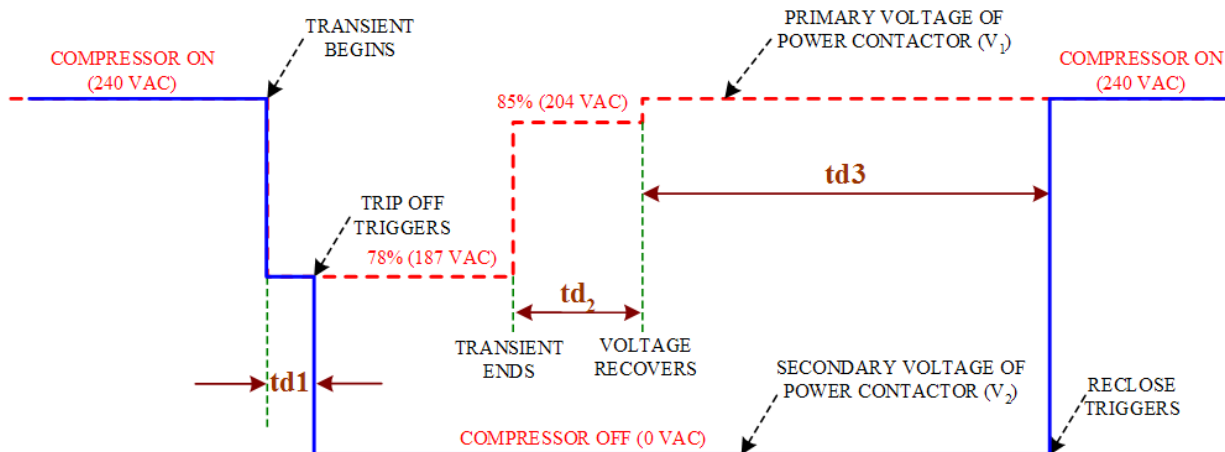 TRANSIENT
BEGINS
PRIMARY VOLTAGE OF
POWER CONTACTOR (V1)
COMPRESSOR ON
(240 VAC)
COMPRESSOR ON
(240 VAC)
85% (204 VAC)
td3
TRIP OFF
TRIGGERS
78% (187 VAC)
td2
TRANSIENT
ENDS
VOLTAGE
RECOVERS
td1
SECONDARY VOLTAGE OF
POWER CONTACTOR (V2)
RECLOSE
TRIGGERS
COMPRESSOR OFF (0 VAC)